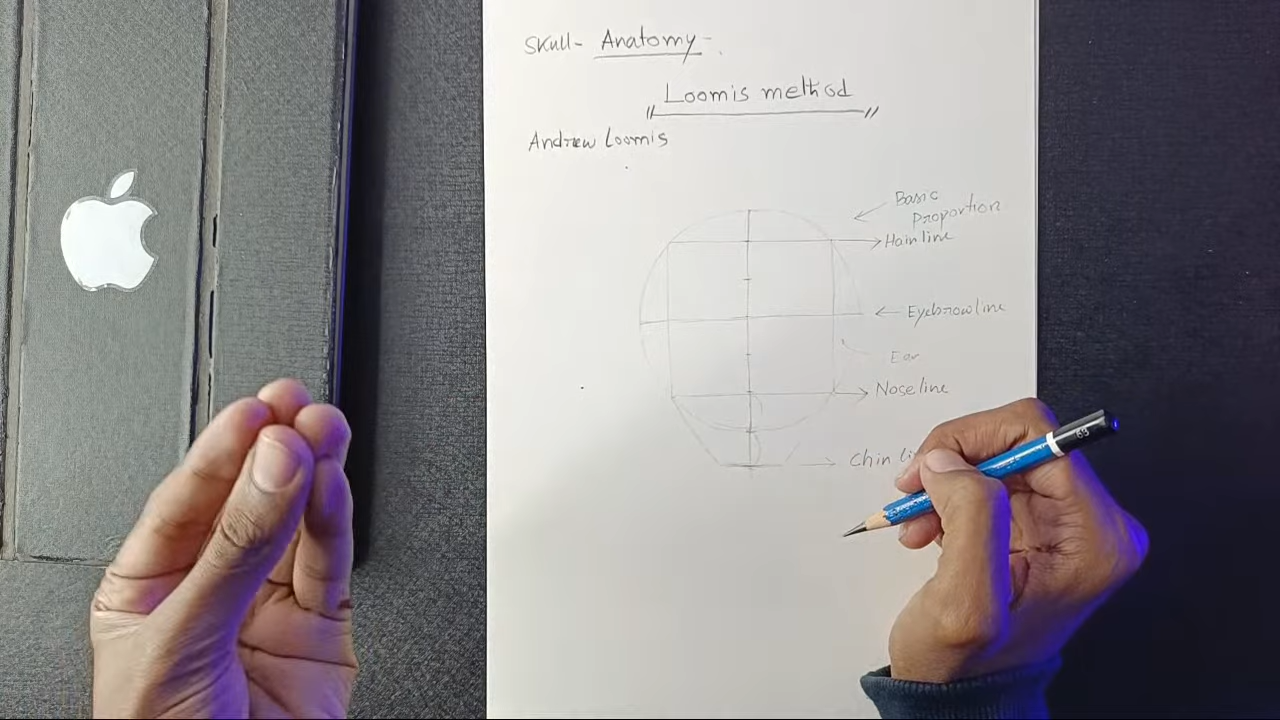 Skull- Anatomy-
Loomis method
Andrew Loomis
Basic
Proportion
Hairline
Eyebrowline
Ear
Noseline
Chin